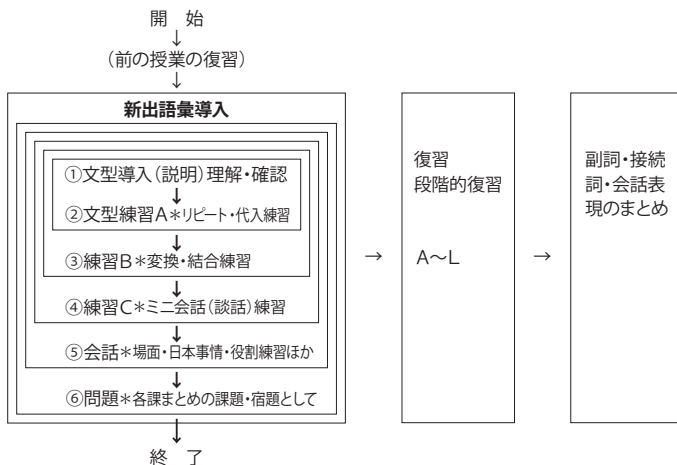 開　始
↓
(前の授業の復習)
↓
新出語彙導入
①文型導入(説明)理解・確認
↓
②文型練習A＊リピート・代入練習
↓
③練習B＊変換・結合練習
↓
④練習C＊ミニ会話(談話)練習
↓
⑤会話＊場面・日本事情・役割練習ほか
↓
⑥問題＊各課まとめの課題・宿題として
↓
終　了
→
復習
段階的復習
A～L
→
副詞・接続
詞・会話表
現のまとめ